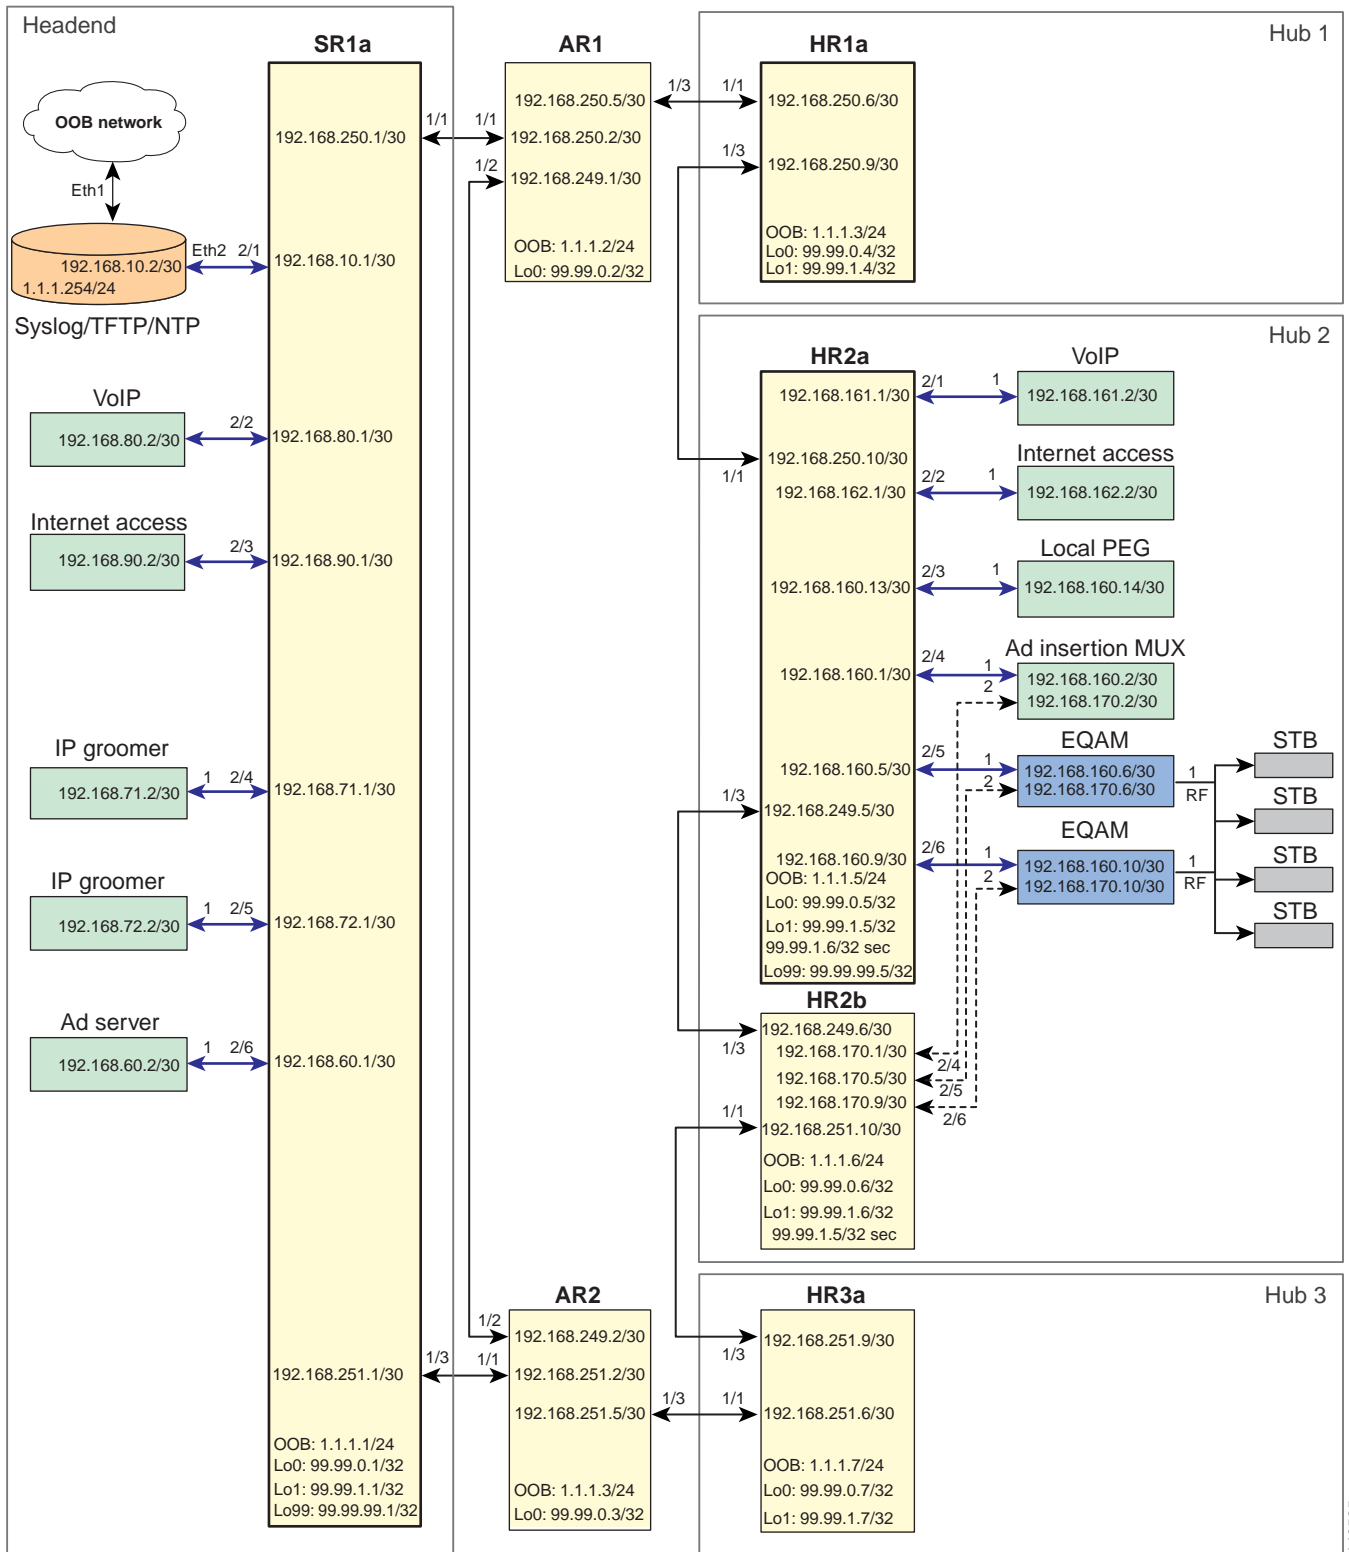 Headend
SR1a
OOB network
Eth1
192.168.10.2/30
1.1.1.254/24
Syslog/TFTP/NTP
Eth2
2/1
VoIP
192.168.80.2/30
2/2
Internet access
192.168.90.2/30
2/3
IP groomer
192.168.71.2/30
1
2/4
IP groomer
192.168.72.2/30
1
2/5
Ad server
192.168.60.2/30
1
2/6
192.168.250.1/30
192.168.10.1/30
192.168.80.1/30
192.168.90.1/30
192.168.71.1/30
192.168.72.1/30
192.168.60.1/30
192.168.251.1/30
OOB: 1.1.1.1/24
Lo0: 99.99.0.1/32
Lo1: 99.99.1.1/32
Lo99: 99.99.99.1/32
1/1
1/1
1/2
AR1
192.168.250.5/30
192.168.250.2/30
192.168.249.1/30
OOB: 1.1.1.2/24
Lo0: 99.99.0.2/32
1/3
1/1
1/3
Hub 1
HR1a
192.168.250.6/30
192.168.250.9/30
OOB: 1.1.1.3/24
Lo0: 99.99.0.4/32
Lo1: 99.99.1.4/32
Hub 2
HR2a
192.168.161.1/30
192.168.250.10/30
192.168.162.1/30
192.168.160.13/30
192.168.160.1/30
192.168.160.5/30
192.168.249.5/30
192.168.160.9/30
OOB: 1.1.1.5/24
Lo0: 99.99.0.5/32
Lo1: 99.99.1.5/32
99.99.1.6/32 sec
Lo99: 99.99.99.5/32
1/1
1/3
2/1
1
VoIP
192.168.161.2/30
2/2
1
Internet access
192.168.162.2/30
2/3
1
Local PEG
192.168.160.14/30
2/4
1
2
Ad insertion MUX
192.168.160.2/30
192.168.170.2/30
2/5
1
2
EQAM
192.168.160.6/30
192.168.170.6/30
1
RF
2/6
1
2
EQAM
192.168.160.10/30
192.168.170.10/30
1
RF
STB
STB
STB
STB
HR2b
192.168.249.6/30
192.168.170.1/30
192.168.170.5/30
192.168.170.9/30
192.168.251.10/30
OOB: 1.1.1.6/24
Lo0: 99.99.0.6/32
Lo1: 99.99.1.6/32
99.99.1.5/32 sec
1/3
1/1
2/4
2/5
2/6
AR2
192.168.249.2/30
192.168.251.2/30
192.168.251.5/30
OOB: 1.1.1.3/24
Lo0: 99.99.0.3/32
1/2
1/3
1/1
1/3
1/1
1/3
Hub 3
HR3a
192.168.251.9/30
192.168.251.6/30
OOB: 1.1.1.7/24
Lo0: 99.99.0.7/32
Lo1: 99.99.1.7/32